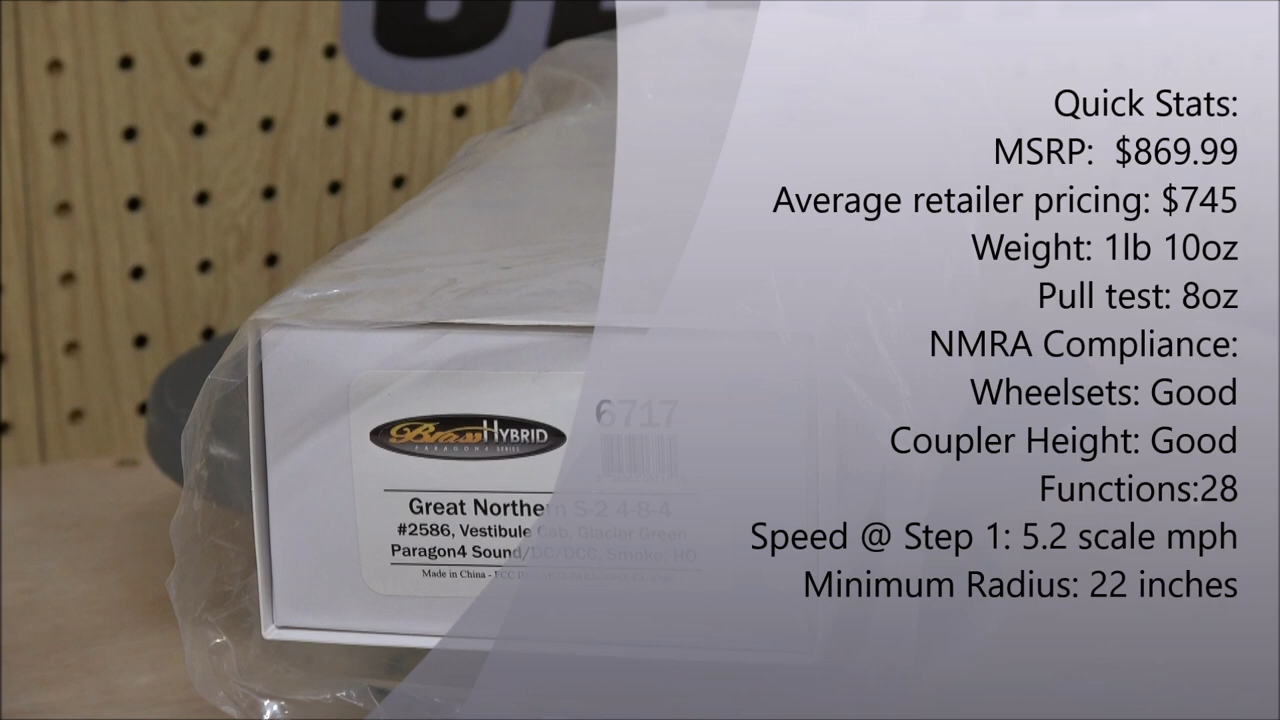 Quick Stats:
MSRP: $869.99
Average retailer pricing: $745
Weight: 1lb 10oz
Pull test: 8oz
NMRA Compliance:
Wheelsets: Good
Coupler Height: Good
Functions:28
Speed @ Step 1: 5.2 scale mph
Minimum Radius: 22 inches
6717
Brass HYBRID
PARAGON4 SERIES
Great Northern S-2 4-8-4
#2586, Vestibule Cab, Glacier Green
Paragon4 Sound/DC/DCC, Smoke, HO
Made in China - FCC